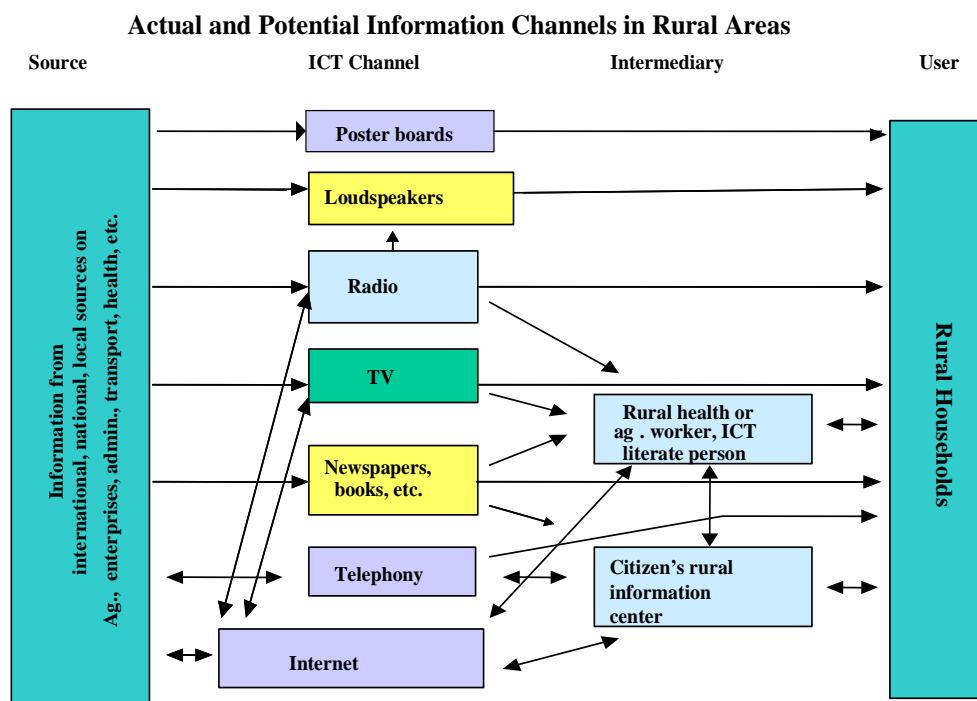 Actual and Potential Information Channels in Rural Areas
Source
ICT Channel
Intermediary
User
Information from
international, national, local sources on
Ag., enterprises, admin, transport, health, etc.
Poster boards
Loudspeakers
Radio
TV
Newspapers,
books, etc.
Telephony
Internet
Rural health or
ag . worker, ICT
literate person
Citizen’s rural
information
center
Rural Households